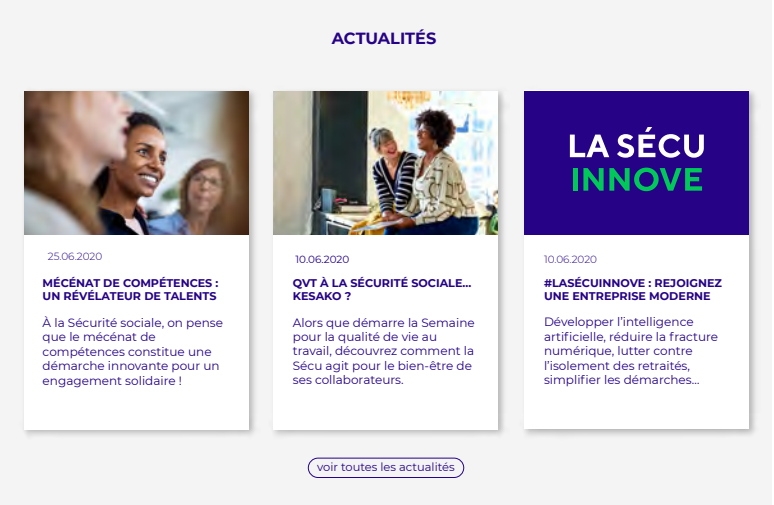 ACTUALITÉS
LA SÉCU
INNOVE
25.06.2020
MÉCÉNAT DE COMPÉTENCES :
UN RÉVÉLATEUR DE TALENTS
À la Sécurité sociale, on pense
que le mécénat de
compétences constitue une
démarche innovante pour un
engagement solidaire !
10.06.2020
QVT À LA SÉCURITÉ SOCIALE...
KESAKO ?
Alors que démarre la Semaine
pour la qualité de vie au
travail, découvrez comment la
Sécu agit pour le bien-être de
ses collaborateurs.
10.06.2020
#LASÉCUINNOVE : REJOIGNEZ
UNE ENTREPRISE MODERNE
Développer l'intelligence
artificielle, réduire la fracture
numérique, lutter contre
l'isolement des retraités,
simplifier les démarches...
voir toutes les actualités